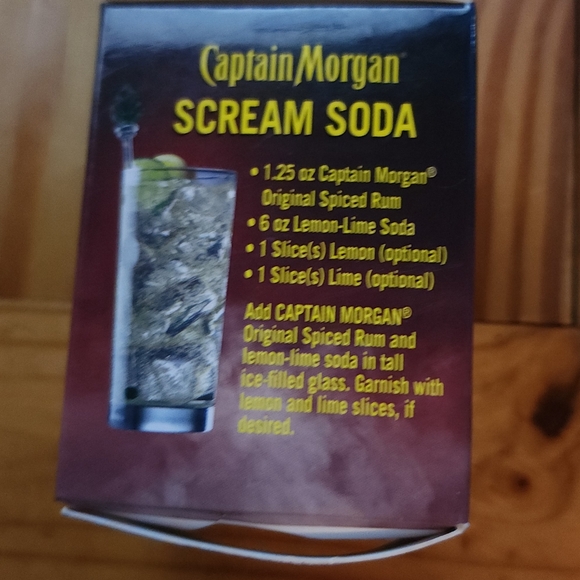 Captain Morgan
SCREAM SODA
• 1.25 oz Captain Morgan®
Original Spiced Rum
• 6 oz Lemon-Lime Soda
• 1 Slice(s) Lemon (optional)
• 1 Slice(s) Lime (optional)
Add CAPTAIN MORGAN®
Original Spiced Rum and
lemon-lime soda in tall
ice-filled glass. Garnish with
lemon and lime slices, if
desired.